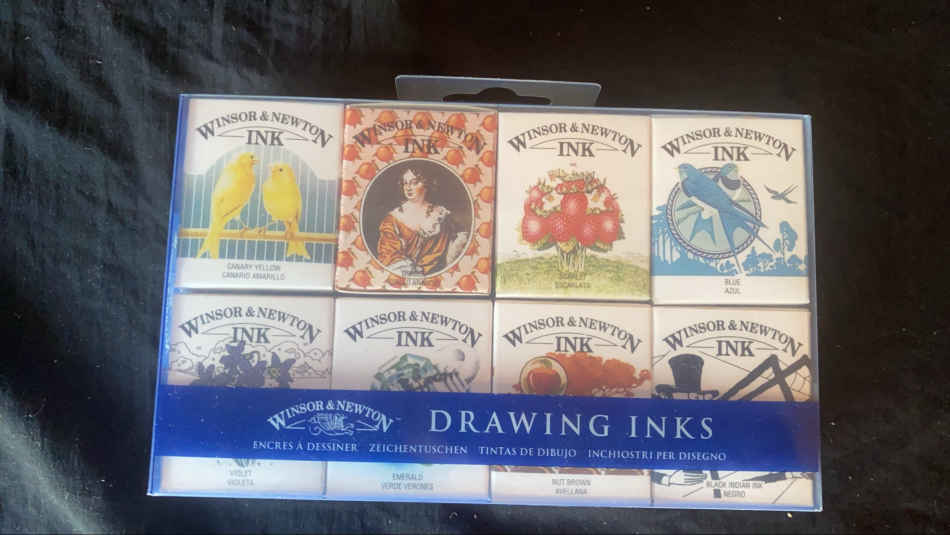 WINSOR & NEWTON
INK
CANARY YELLOW
CANARIO AMARILLO
WINSOR & NEWTON
INK
WINSOR & NEWTON
INK
SCARLET
ESCARLATA
WINSOR & NEWTON
INK
BLUE
AZUL
WINSOR & NEWTON
INK
VIOLET
VIOLETA
WINSOR & NEWTON
INK
EMERALD
VERDE VERONES
WINSOR & NEWTON
INK
NUT BROWN
AVELLANA
WINSOR & NEWTON
INK
BLACK INDIAN INK
NEGRO
WINSOR & NEWTON
DRAWING INKS
ENCRES À DESSINER ZEICHENTUSCHEN TINTAS DE DIBUJO INCHIOSTRI PER DISEGNO